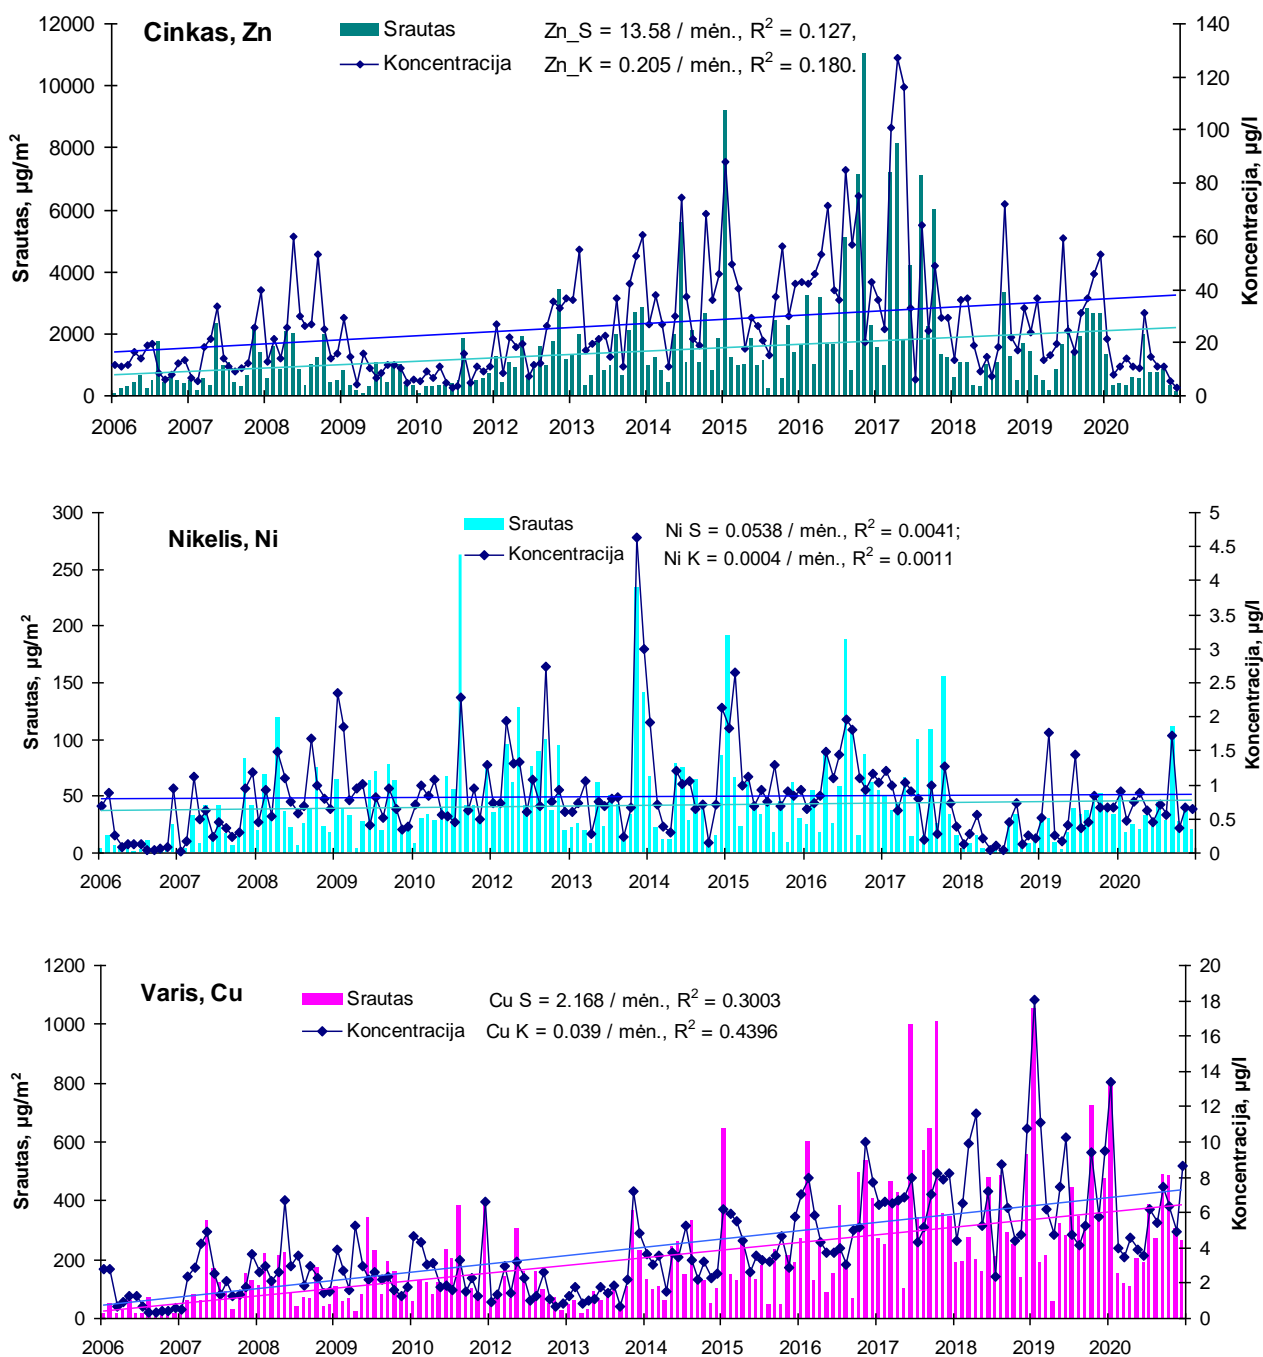 Cinkas, Zn
Srautas
Koncentracija
Zn_S = 13.58 / mėn., R² = 0.127,
Zn_K = 0.205 / mėn., R² = 0.180.
Srautas, µg/m²
12000
10000
8000
6000
4000
2000
0
140
120
100
80
60
40
20
0
Koncentracija, µg/l
2006 2007 2008 2009 2010 2011 2012 2013 2014 2015 2016 2017 2018 2019 2020
Nikelis, Ni
Srautas
Koncentracija
Ni S = 0.0538 / mėn., R² = 0.0041;
Ni K = 0.0004 / mėn., R² = 0.0011
Srautas, µg/m²
300
250
200
150
100
50
0
5
4.5
4
3.5
3
2.5
2
1.5
1
0.5
0
Koncentracija, µg/l
2006 2007 2008 2009 2010 2011 2012 2013 2014 2015 2016 2017 2018 2019 2020
Varis, Cu
Srautas
Koncentracija
Cu S = 2.168 / mėn., R² = 0.3003
Cu K = 0.039 / mėn., R² = 0.4396
Srautas, µg/m²
1200
1000
800
600
400
200
0
20
18
16
14
12
10
8
6
4
2
0
Koncentracija, µg/l
2006 2007 2008 2009 2010 2011 2012 2013 2014 2015 2016 2017 2018 2019 2020